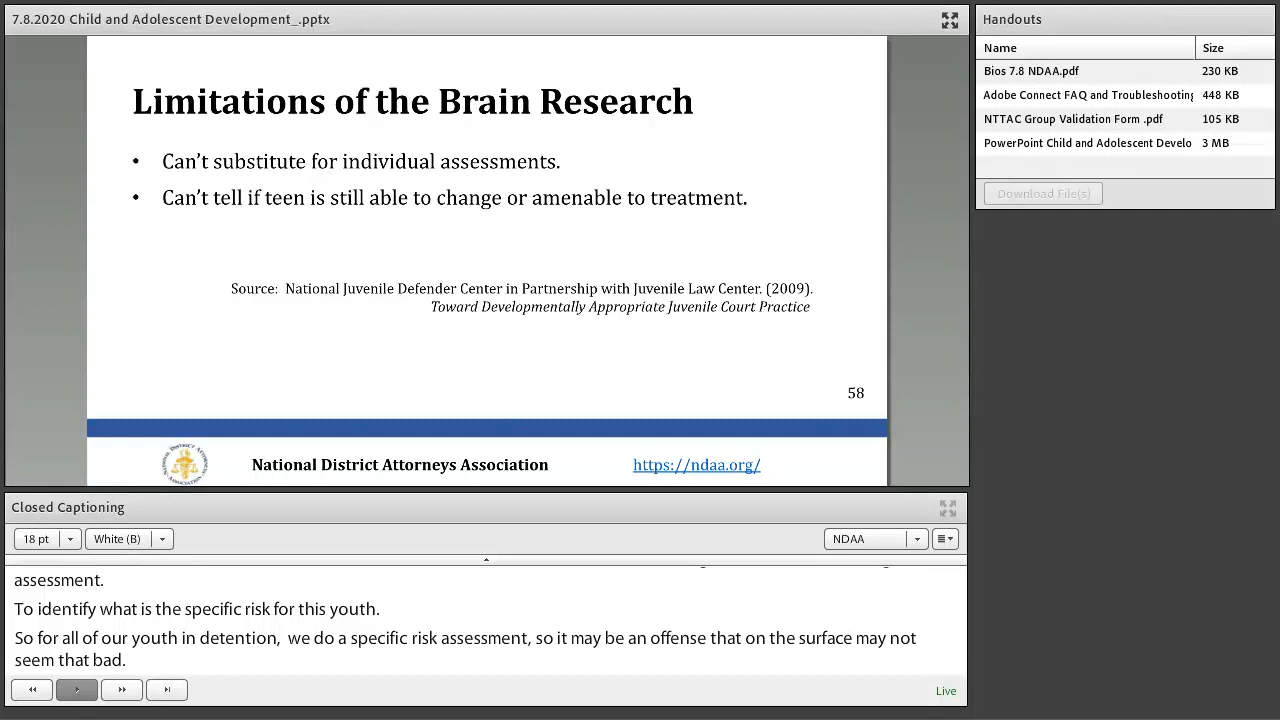 7.8.2020 Child and Adolescent Development_.pptx
Limitations of the Brain Research
• Can’t substitute for individual assessments.
• Can’t tell if teen is still able to change or amenable to treatment.
Source: National Juvenile Defender Center in Partnership with Juvenile Law Center. (2009).
Toward Developmentally Appropriate Juvenile Court Practice
58
NATIONAL DISTRICT ATTORNEYS ASSOCIATION
National District Attorneys Association
https://ndaa.org/
Handouts
Name Size
Bios 7.8 NDAA.pdf 230 KB
Adobe Connect FAQ and Troubleshooting 448 KB
NTTAC Group Validation Form .pdf 105 KB
PowerPoint Child and Adolescent Develo 3 MB
Download File(s)
Closed Captioning
18 pt White (B) NDAA
assessment.
To identify what is the specific risk for this youth.
So for all of our youth in detention, we do a specific risk assessment, so it may be an offense that on the surface may not
seem that bad.
Live